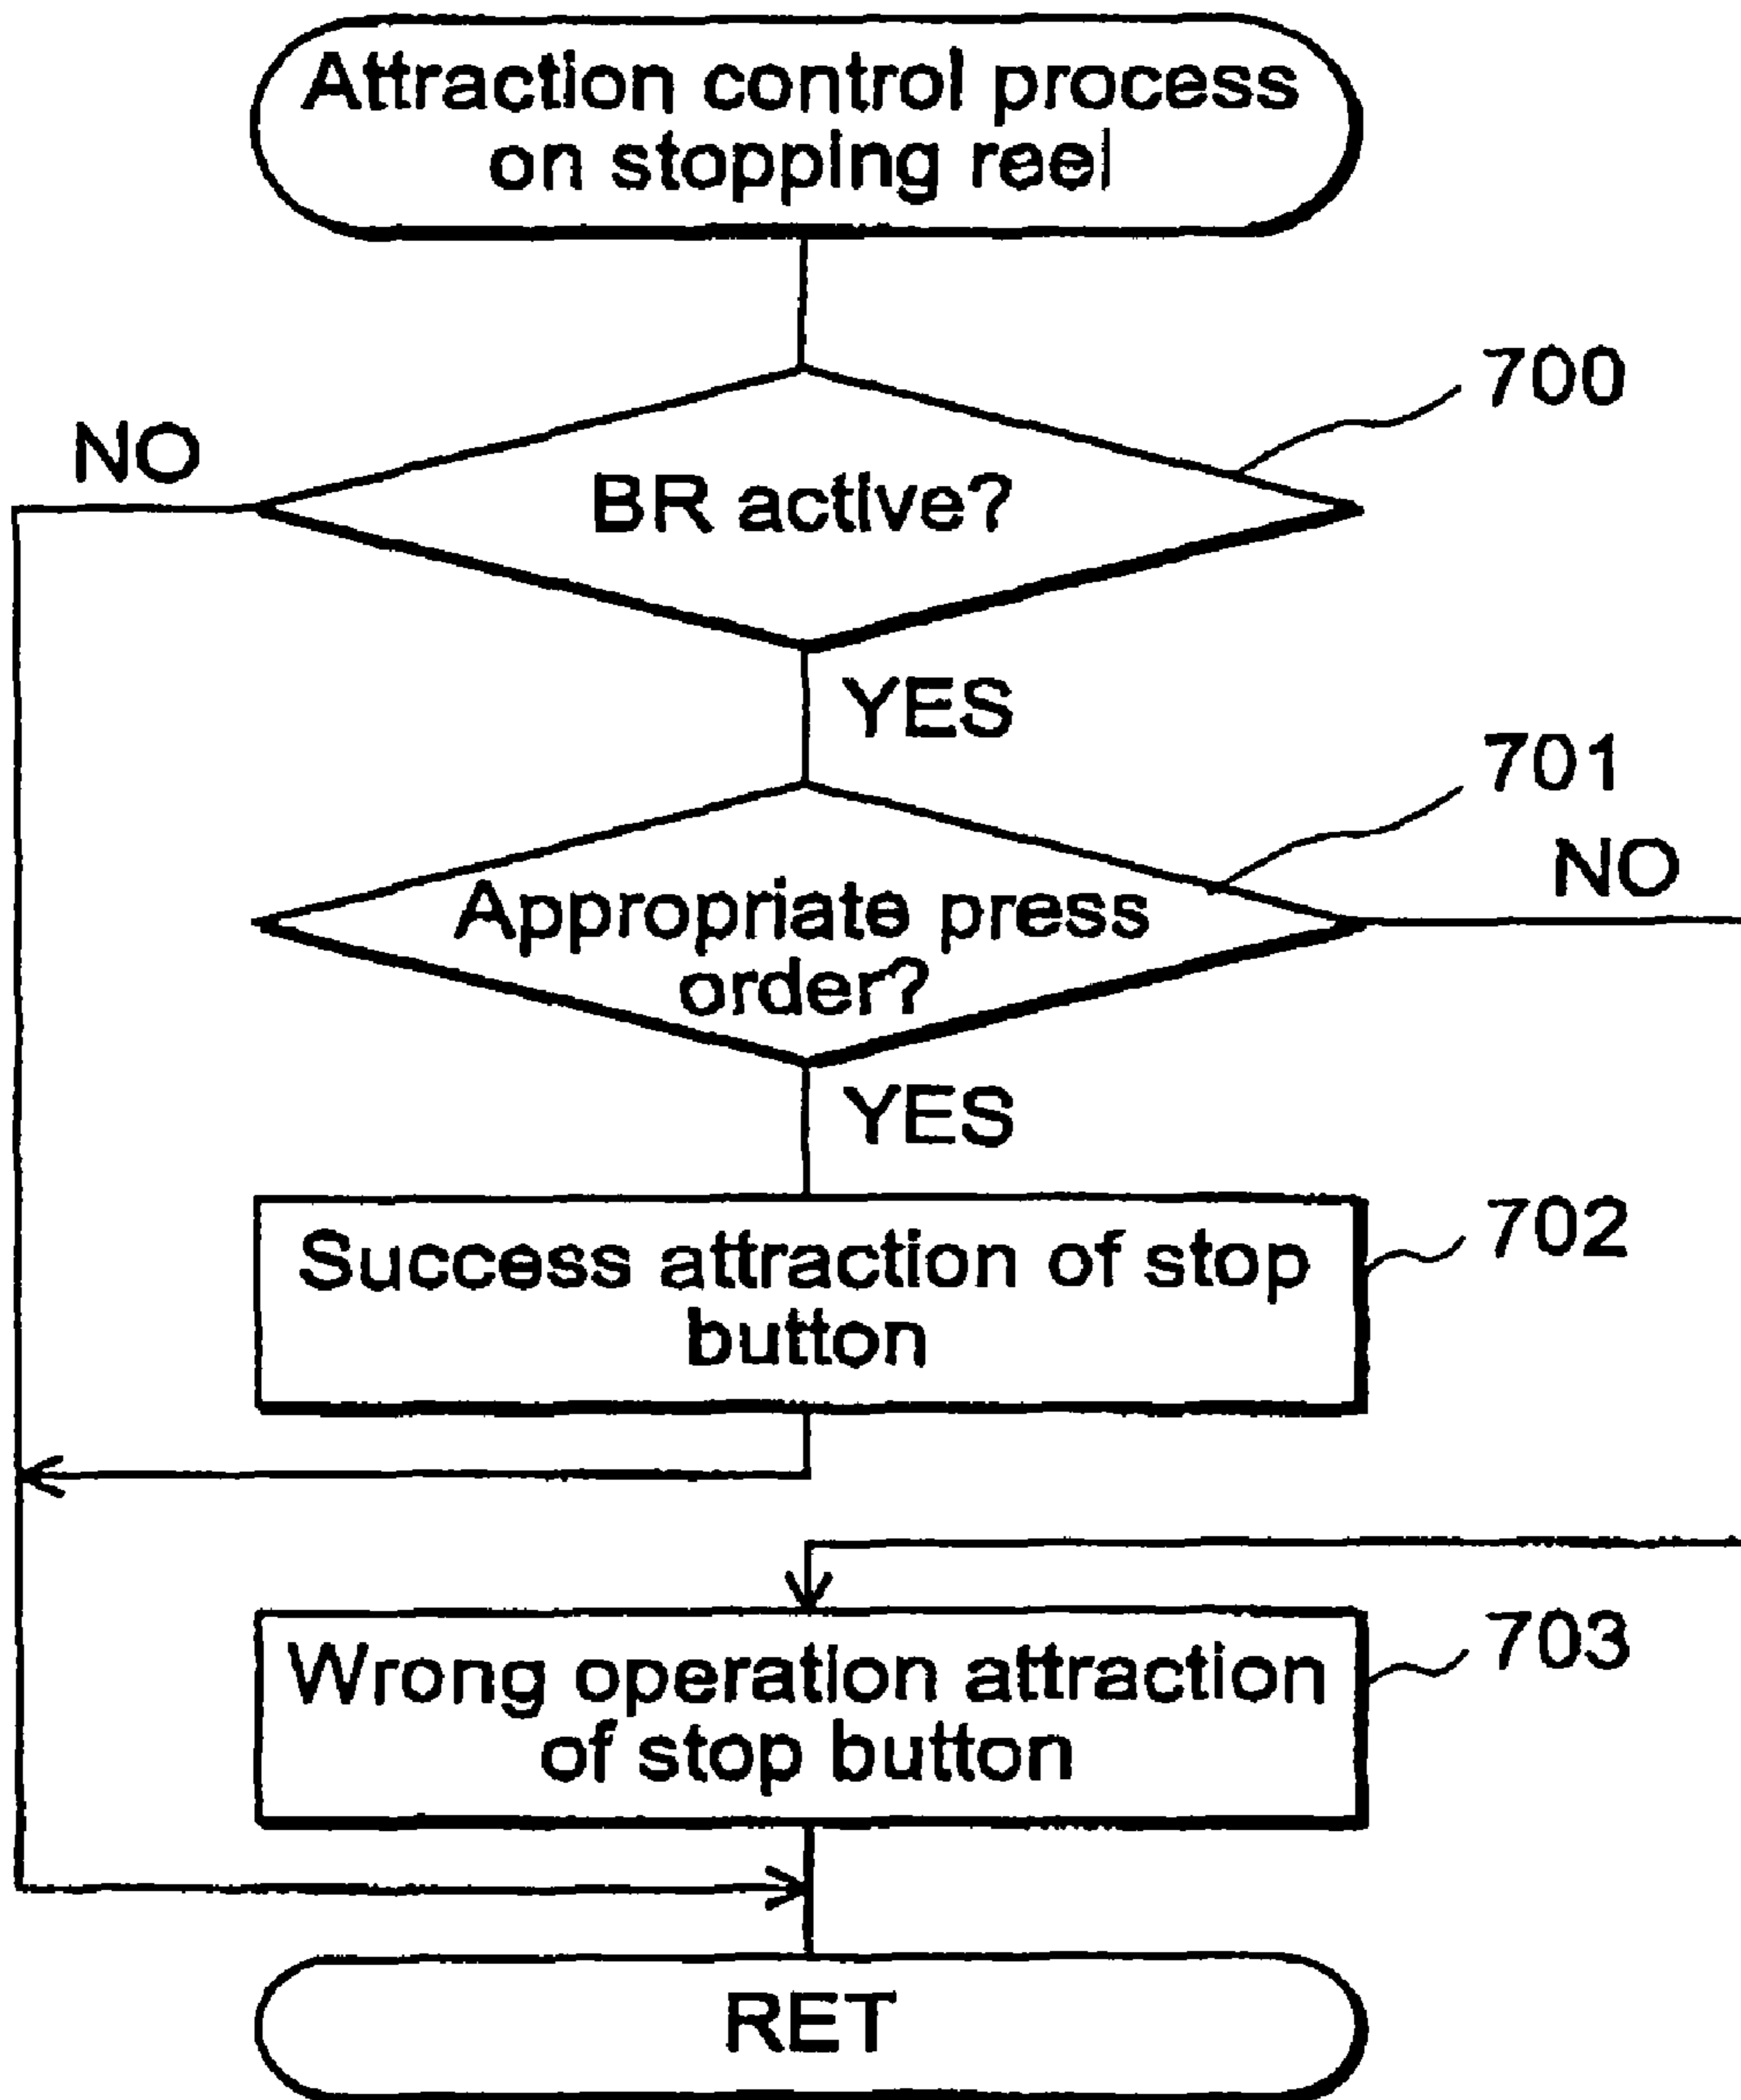 Attraction control process
on stopping reel
700
NO
BR active?
YES
701
NO
Appropriate press
order?
YES
702
Success attraction of stop
button
703
Wrong operation attraction
of stop button
RET